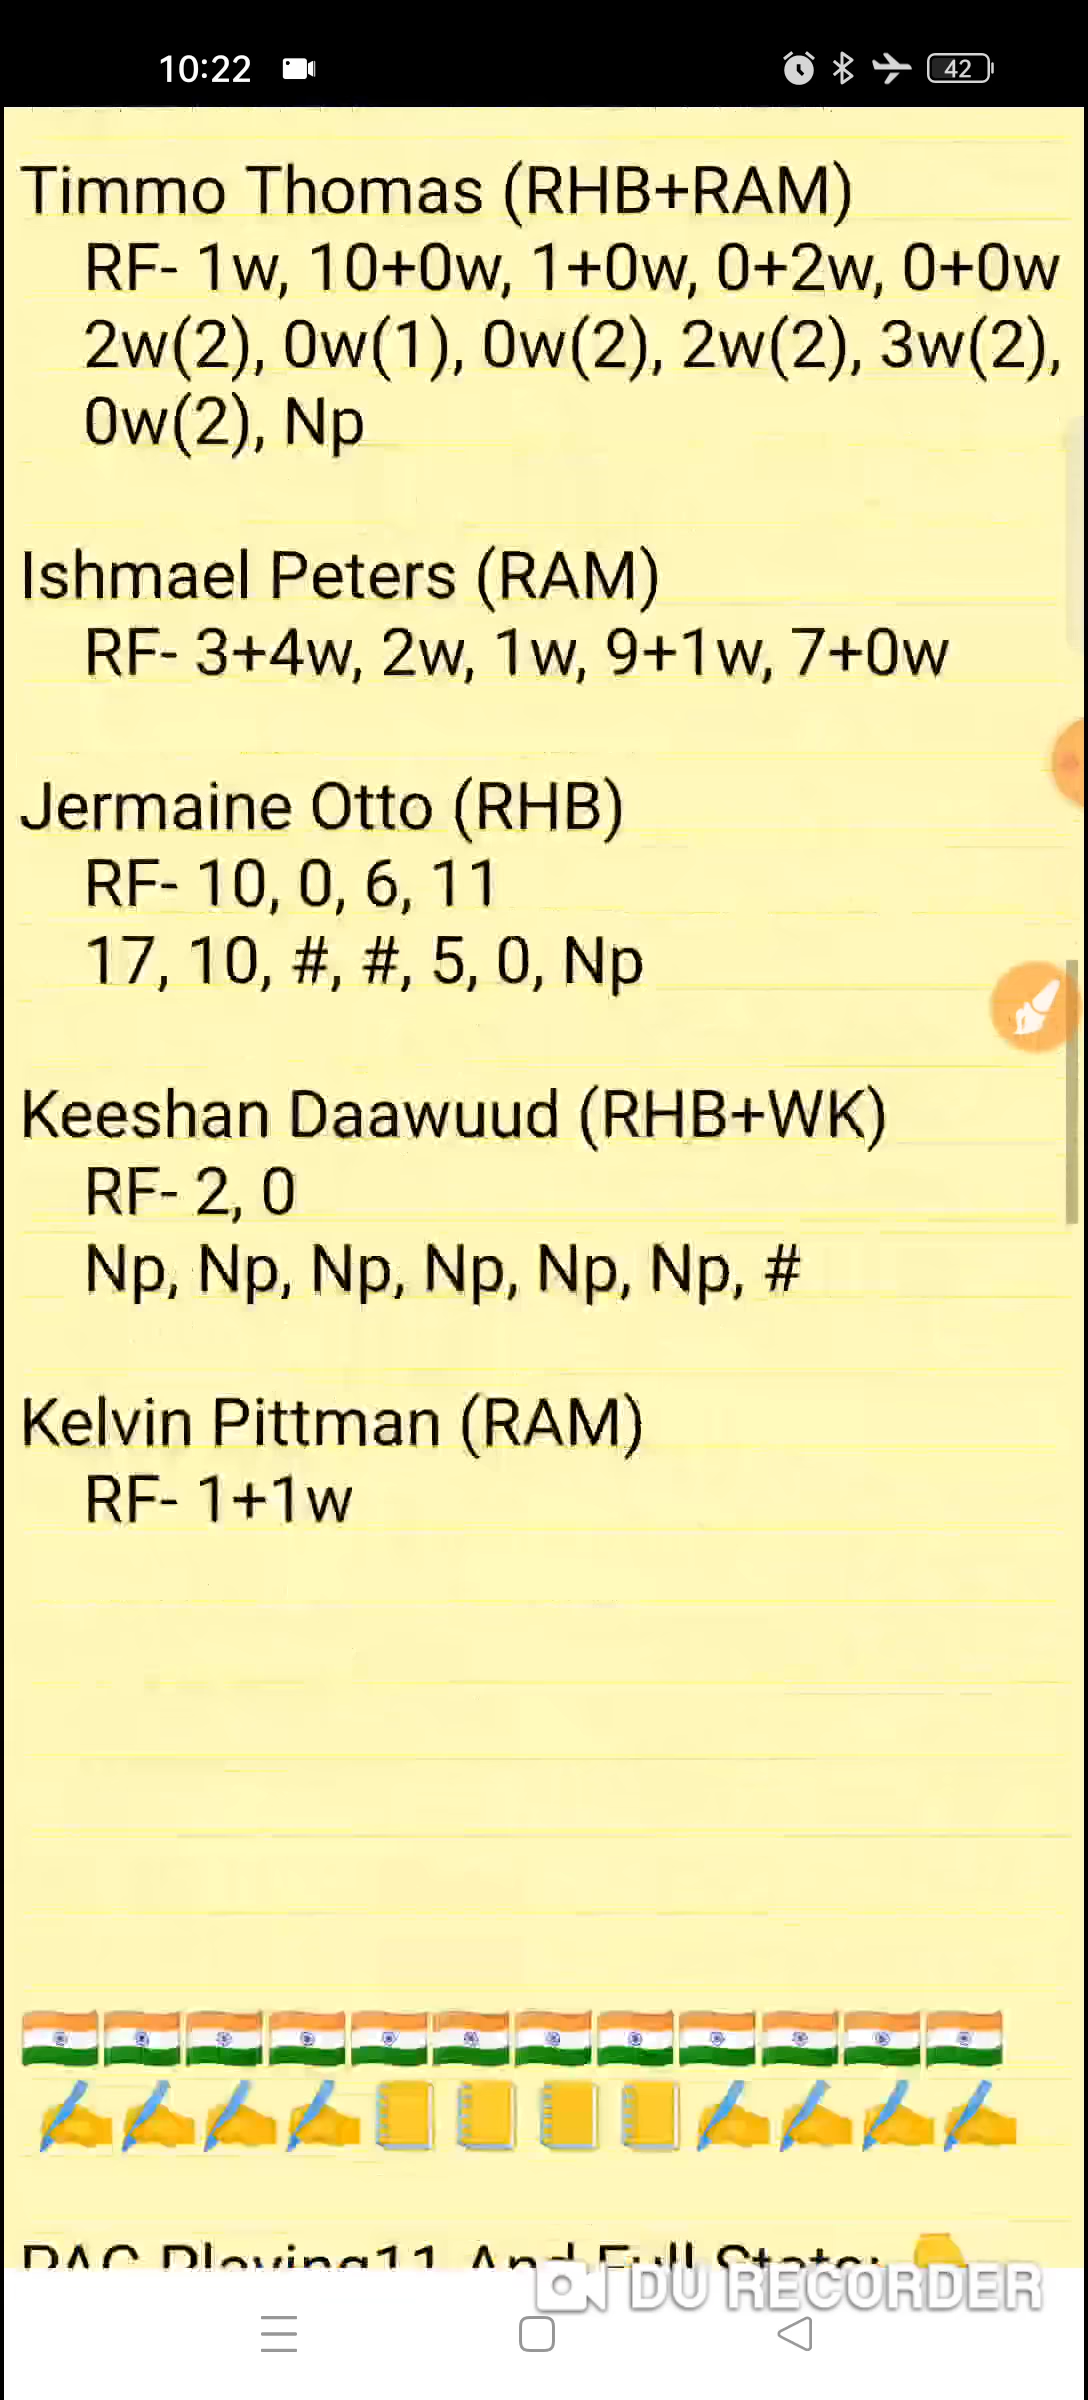 10:22
42
Timmo Thomas (RHB+RAM)
RF- 1w, 10+0w, 1+0w, 0+2w, 0+0w
2w(2), 0w(1), 0w(2), 2w(2), 3w(2),
0w(2), Np
Ishmael Peters (RAM)
RF- 3+4w, 2w, 1w, 9+1w, 7+0w
Jermaine Otto (RHB)
RF- 10, 0, 6, 11
17, 10, #, #, 5, 0, Np
Keeshan Daawuud (RHB+WK)
RF- 2, 0
Np, Np, Np, Np, Np, Np, #
Kelvin Pittman (RAM)
RF- 1+1w
Playing11 And Full Stats:
DU RECORDER